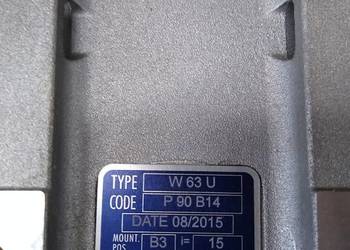 TYPE W 63 U
CODE P 90 B14
DATE 08/2015
MOUNT. POS. B3 i= 15